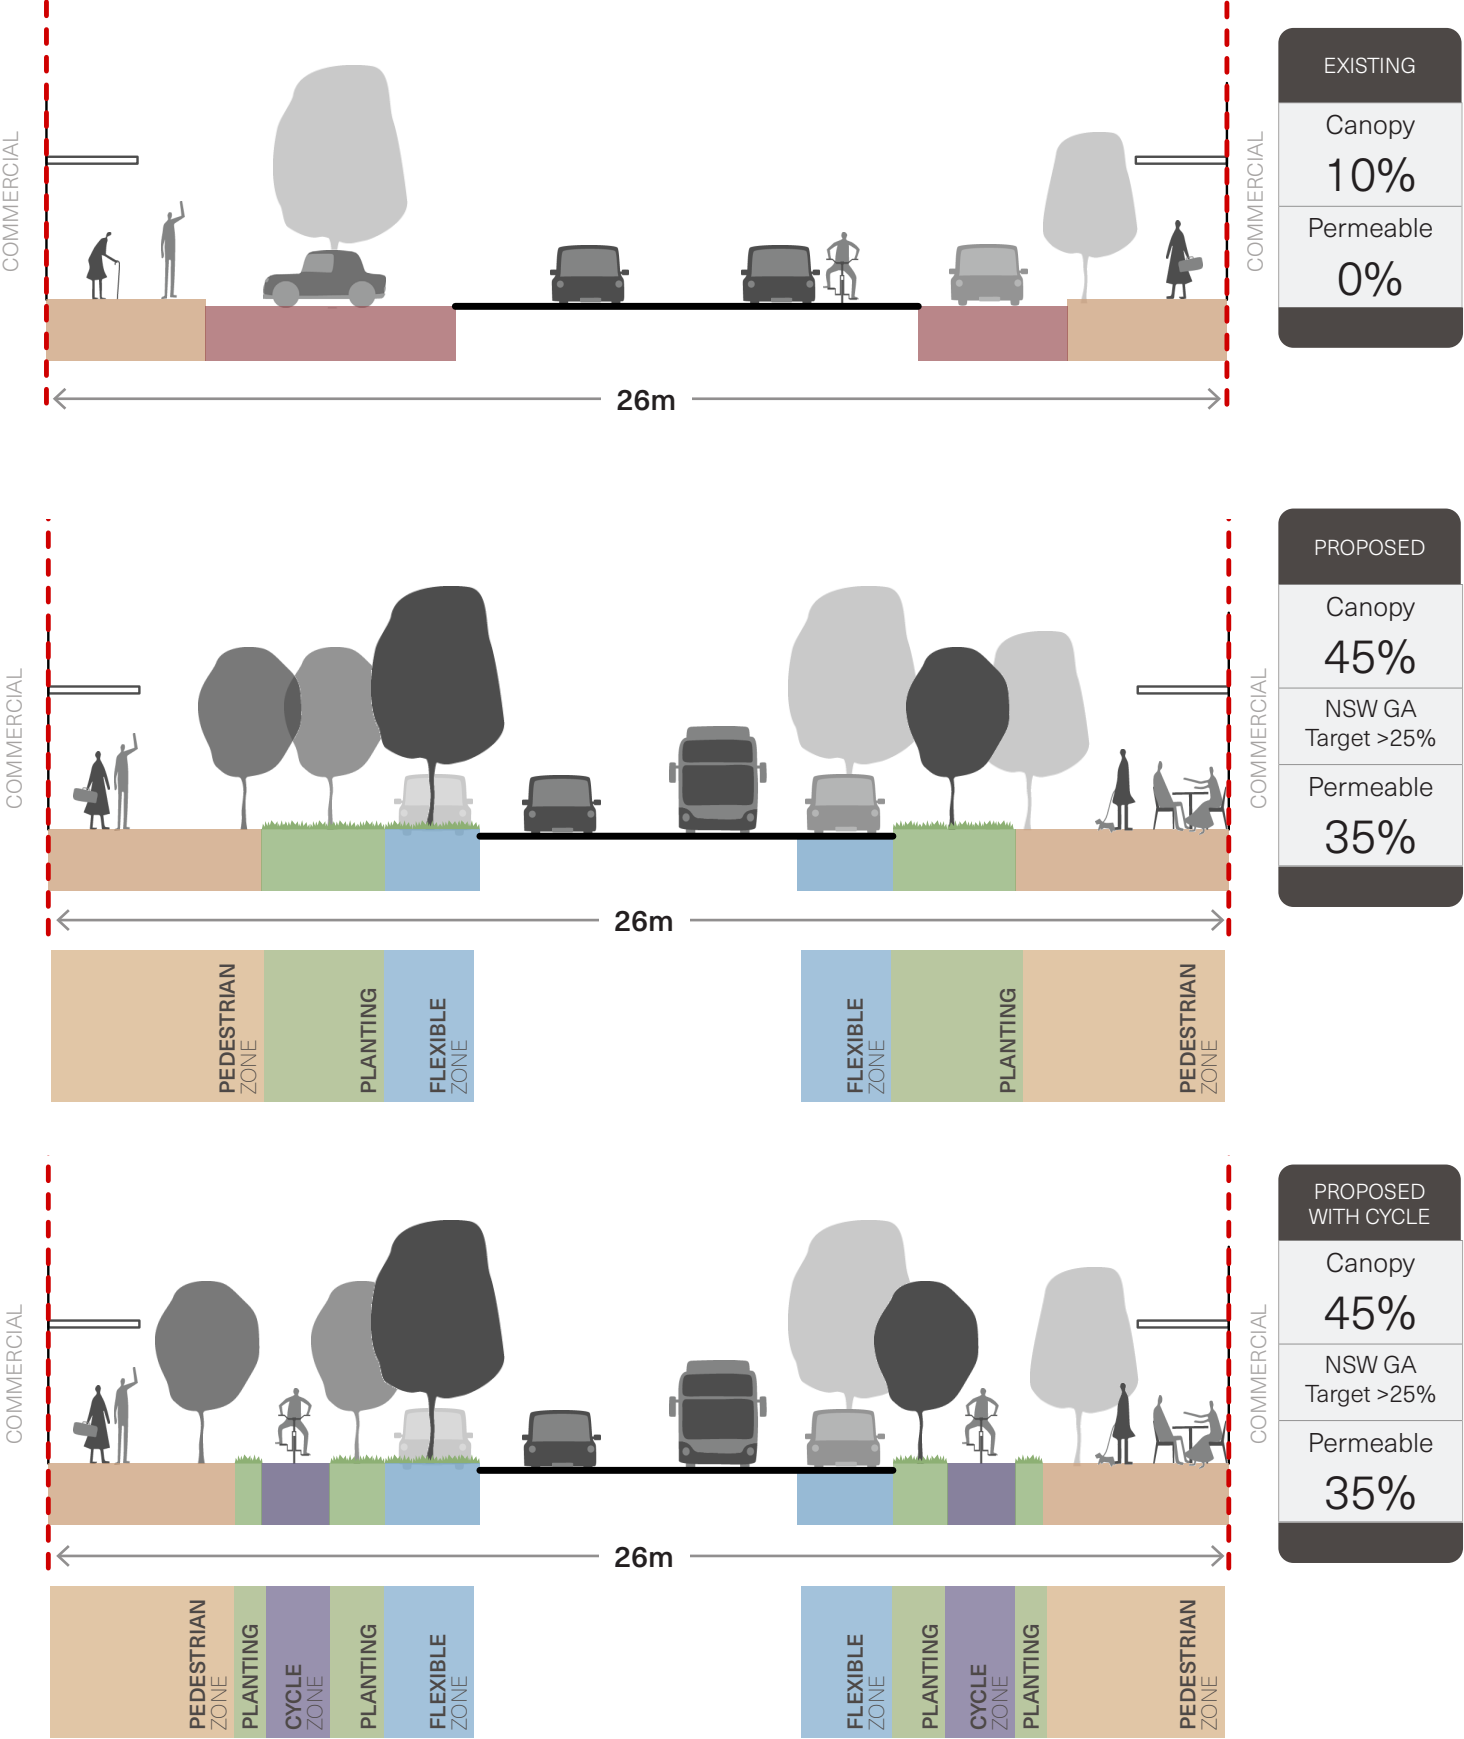 COMMERCIAL
COMMERCIAL
EXISTING
Canopy
10%
Permeable
0%
26m
COMMERCIAL
COMMERCIAL
PROPOSED
Canopy
45%
NSW GA
Target >25%
Permeable
35%
26m
PEDESTRIAN
ZONE
PLANTING
FLEXIBLE
ZONE
FLEXIBLE
ZONE
PLANTING
PEDESTRIAN
ZONE
COMMERCIAL
COMMERCIAL
PROPOSED
WITH CYCLE
Canopy
45%
NSW GA
Target >25%
Permeable
35%
26m
PEDESTRIAN
ZONE
PLANTING
CYCLE
ZONE
PLANTING
FLEXIBLE
ZONE
FLEXIBLE
ZONE
PLANTING
CYCLE
ZONE
PLANTING
PEDESTRIAN
ZONE